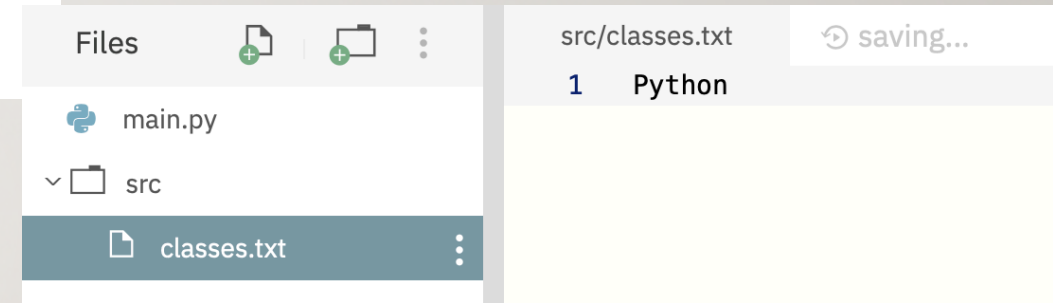 Files
main.py
src
classes.txt
src/classes.txt
saving...
1 Python